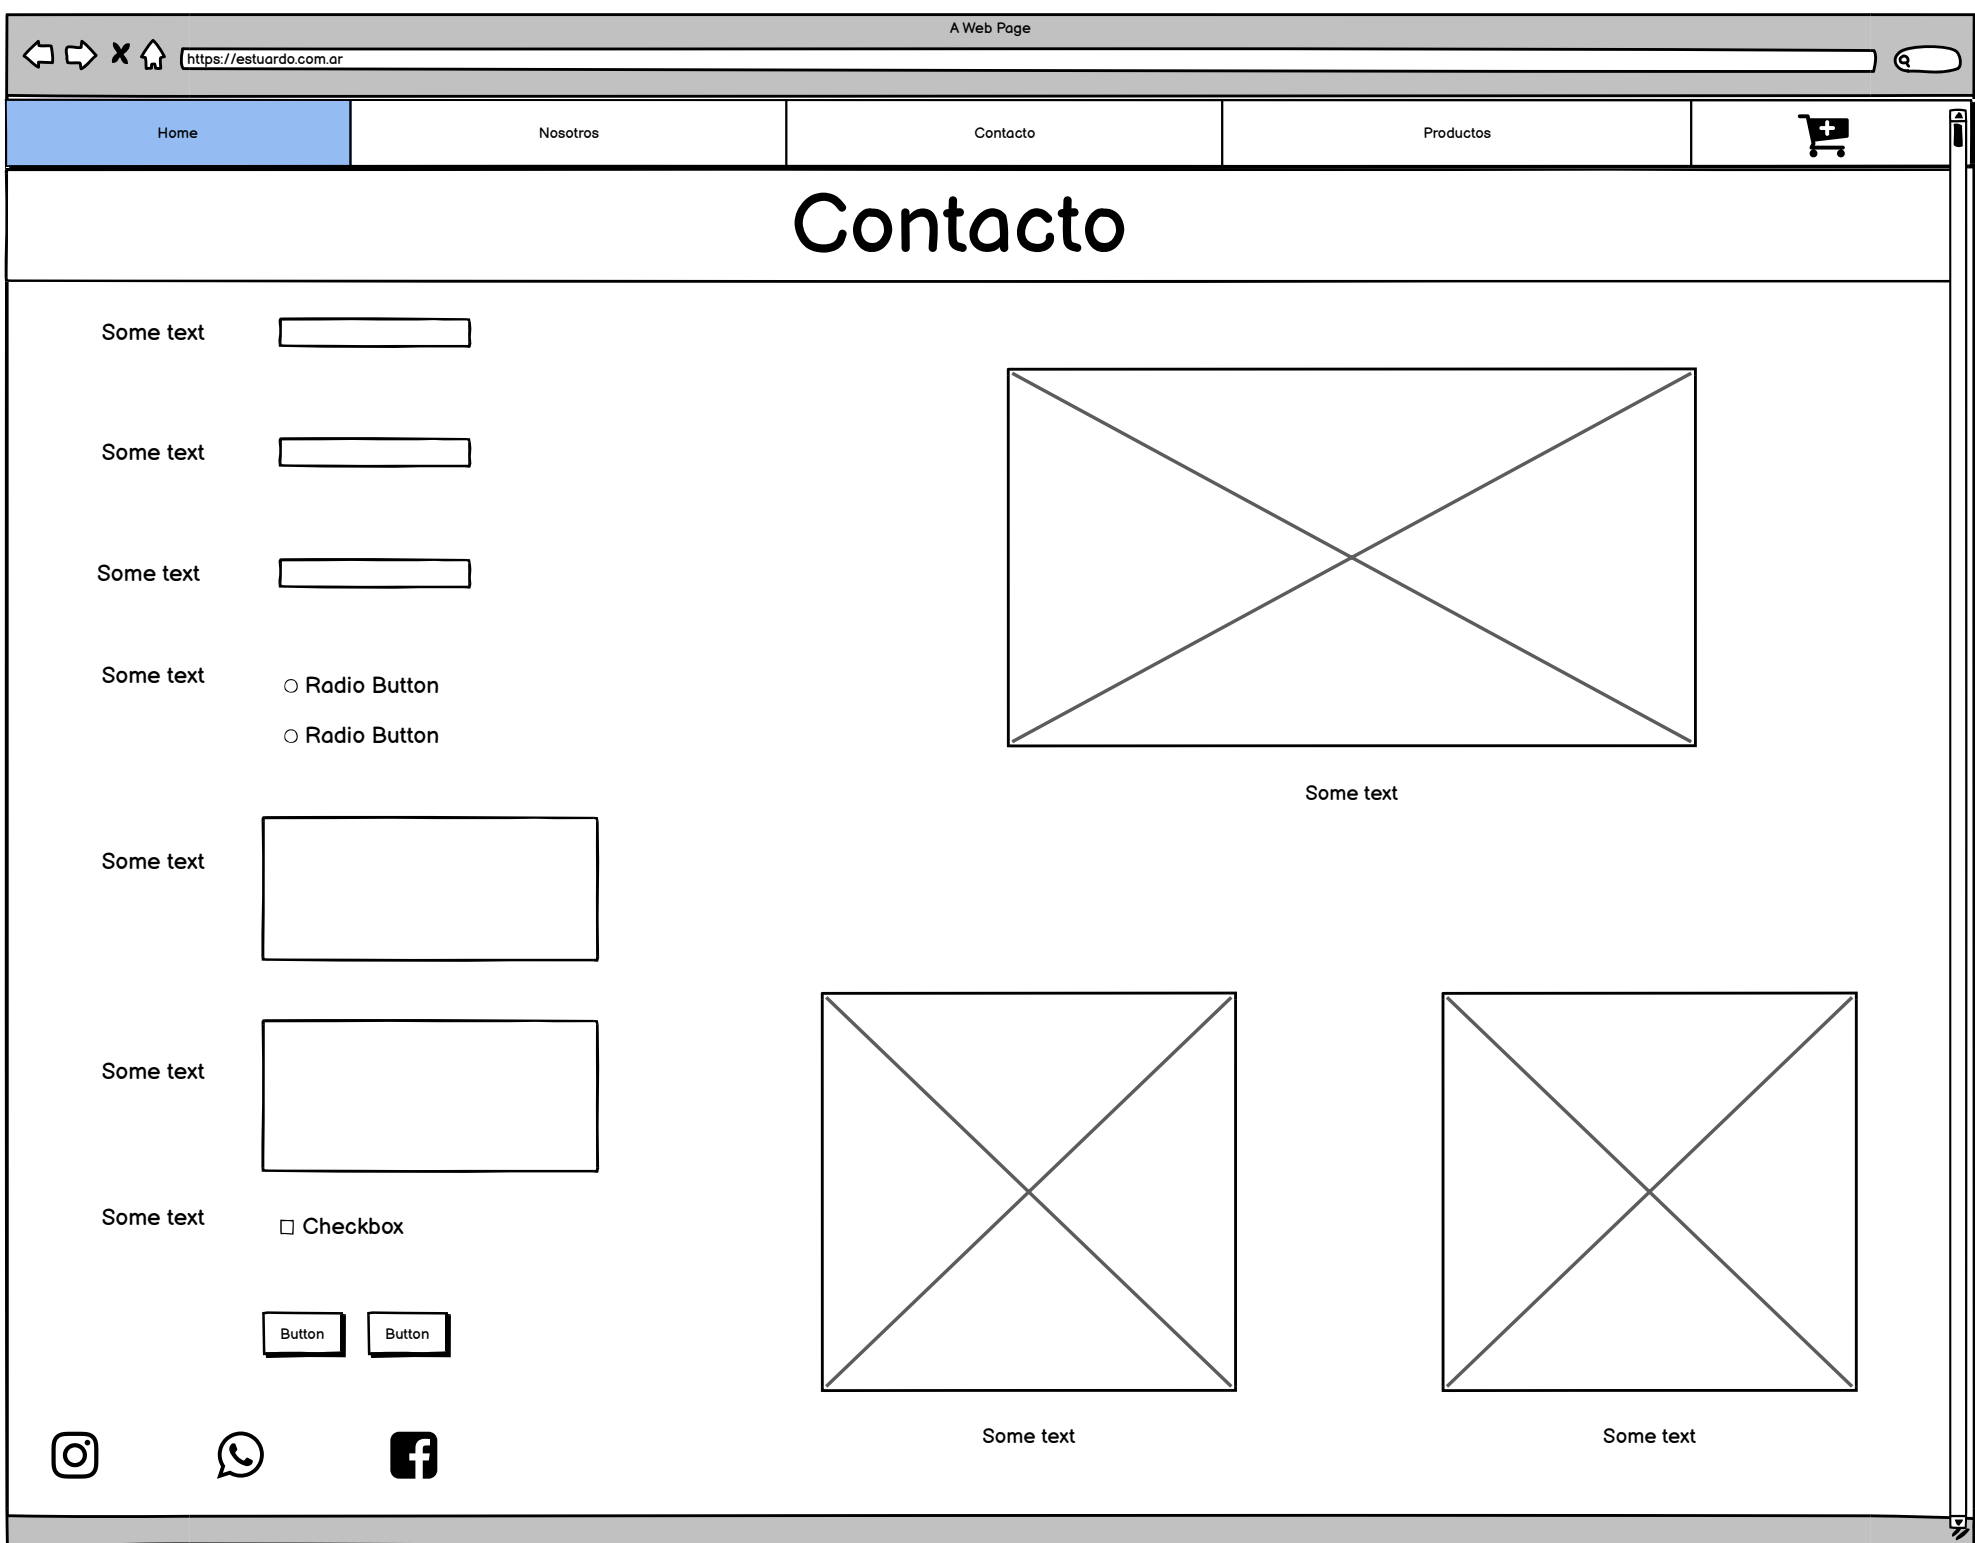 A Web Page
https://estuardo.com.ar
Home
Nosotros
Contacto
Productos
Contacto
Some text
Some text
Some text
Some text
Radio Button
Radio Button
Some text
Some text
Some text
Checkbox
Button
Button
Some text
Some text
Some text